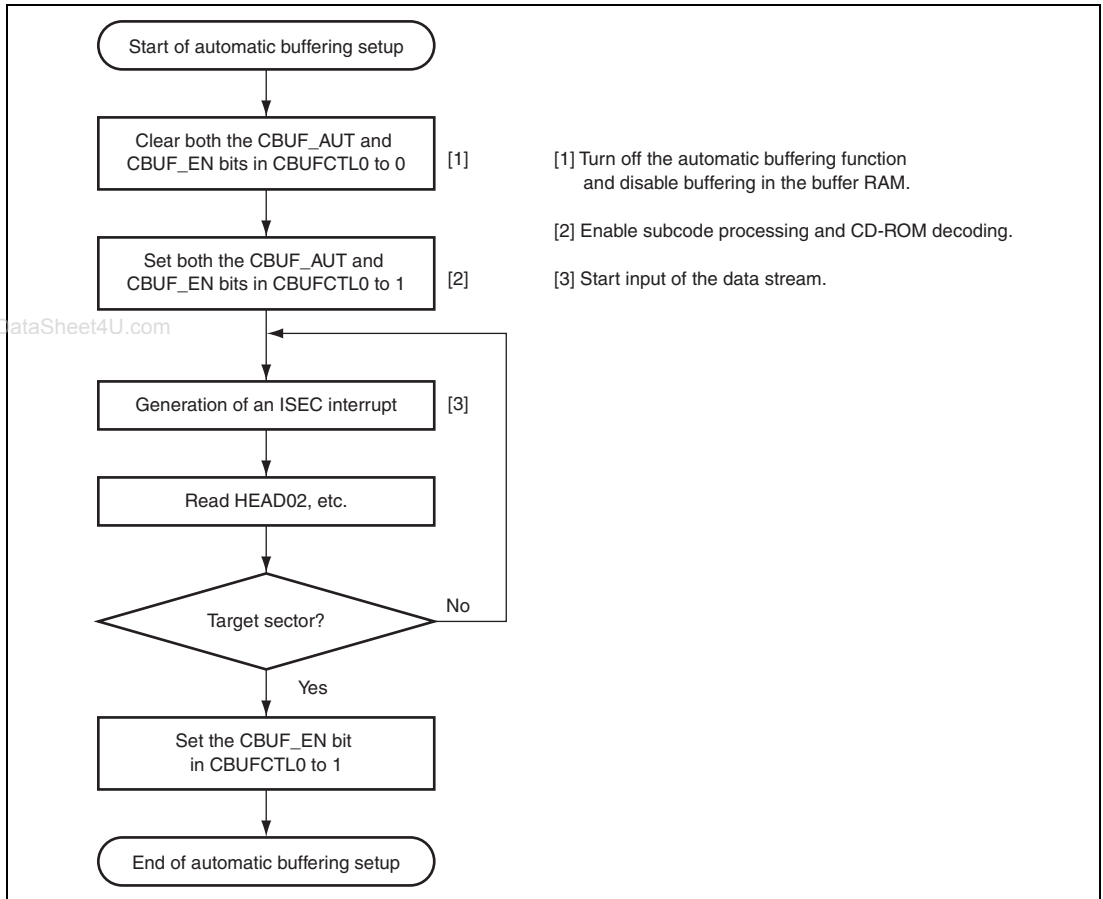 Start of automatic buffering setup
Clear both the CBUF_AUT and
CBUF_EN bits in CBUFCTL0 to 0
[1]
[1] Turn off the automatic buffering function
and disable buffering in the buffer RAM.
[2] Enable subcode processing and CD-ROM decoding.
Set both the CBUF_AUT and
CBUF_EN bits in CBUFCTL0 to 1
[2]
[3] Start input of the data stream.
DataSheet4U.com
Generation of an ISEC interrupt
[3]
Read HEAD02, etc.
Target sector?
No
Yes
Set the CBUF_EN bit
in CBUFCTL0 to 1
End of automatic buffering setup